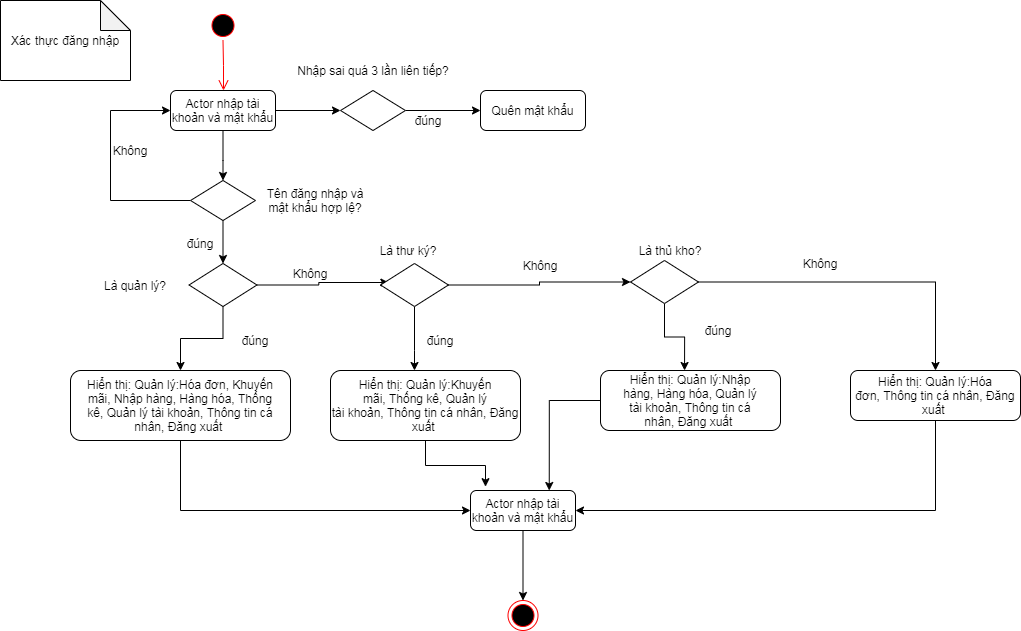 Xác thực đăng nhập
Nhập sai quá 3 lần liên tiếp?
Actor nhập tài
khoản và mật khẩu
đúng
Quên mật khẩu
Không
Tên đăng nhập và
mật khẩu hợp lệ?
đúng
Là quản lý?
Không
Là thư ký?
Không
Là thủ kho?
Không
đúng
đúng
đúng
Hiển thị: Quản lý:Hóa đơn, Khuyến
mãi, Nhập hàng, Hàng hóa, Thống
kê, Quản lý tài khoản, Thông tin cá
nhân, Đăng xuất
Hiển thị: Quản lý:Khuyến
mãi, Thống kê, Quản lý
tài khoản, Thông tin cá nhân, Đăng
xuất
Hiển thị: Quản lý:Nhập
hàng, Hàng hóa, Quản lý
tài khoản, Thông tin cá
nhân, Đăng xuất
Hiển thị: Quản lý:Hóa
đơn, Thông tin cá nhân, Đăng
xuất
Actor nhập tài
khoản và mật khẩu